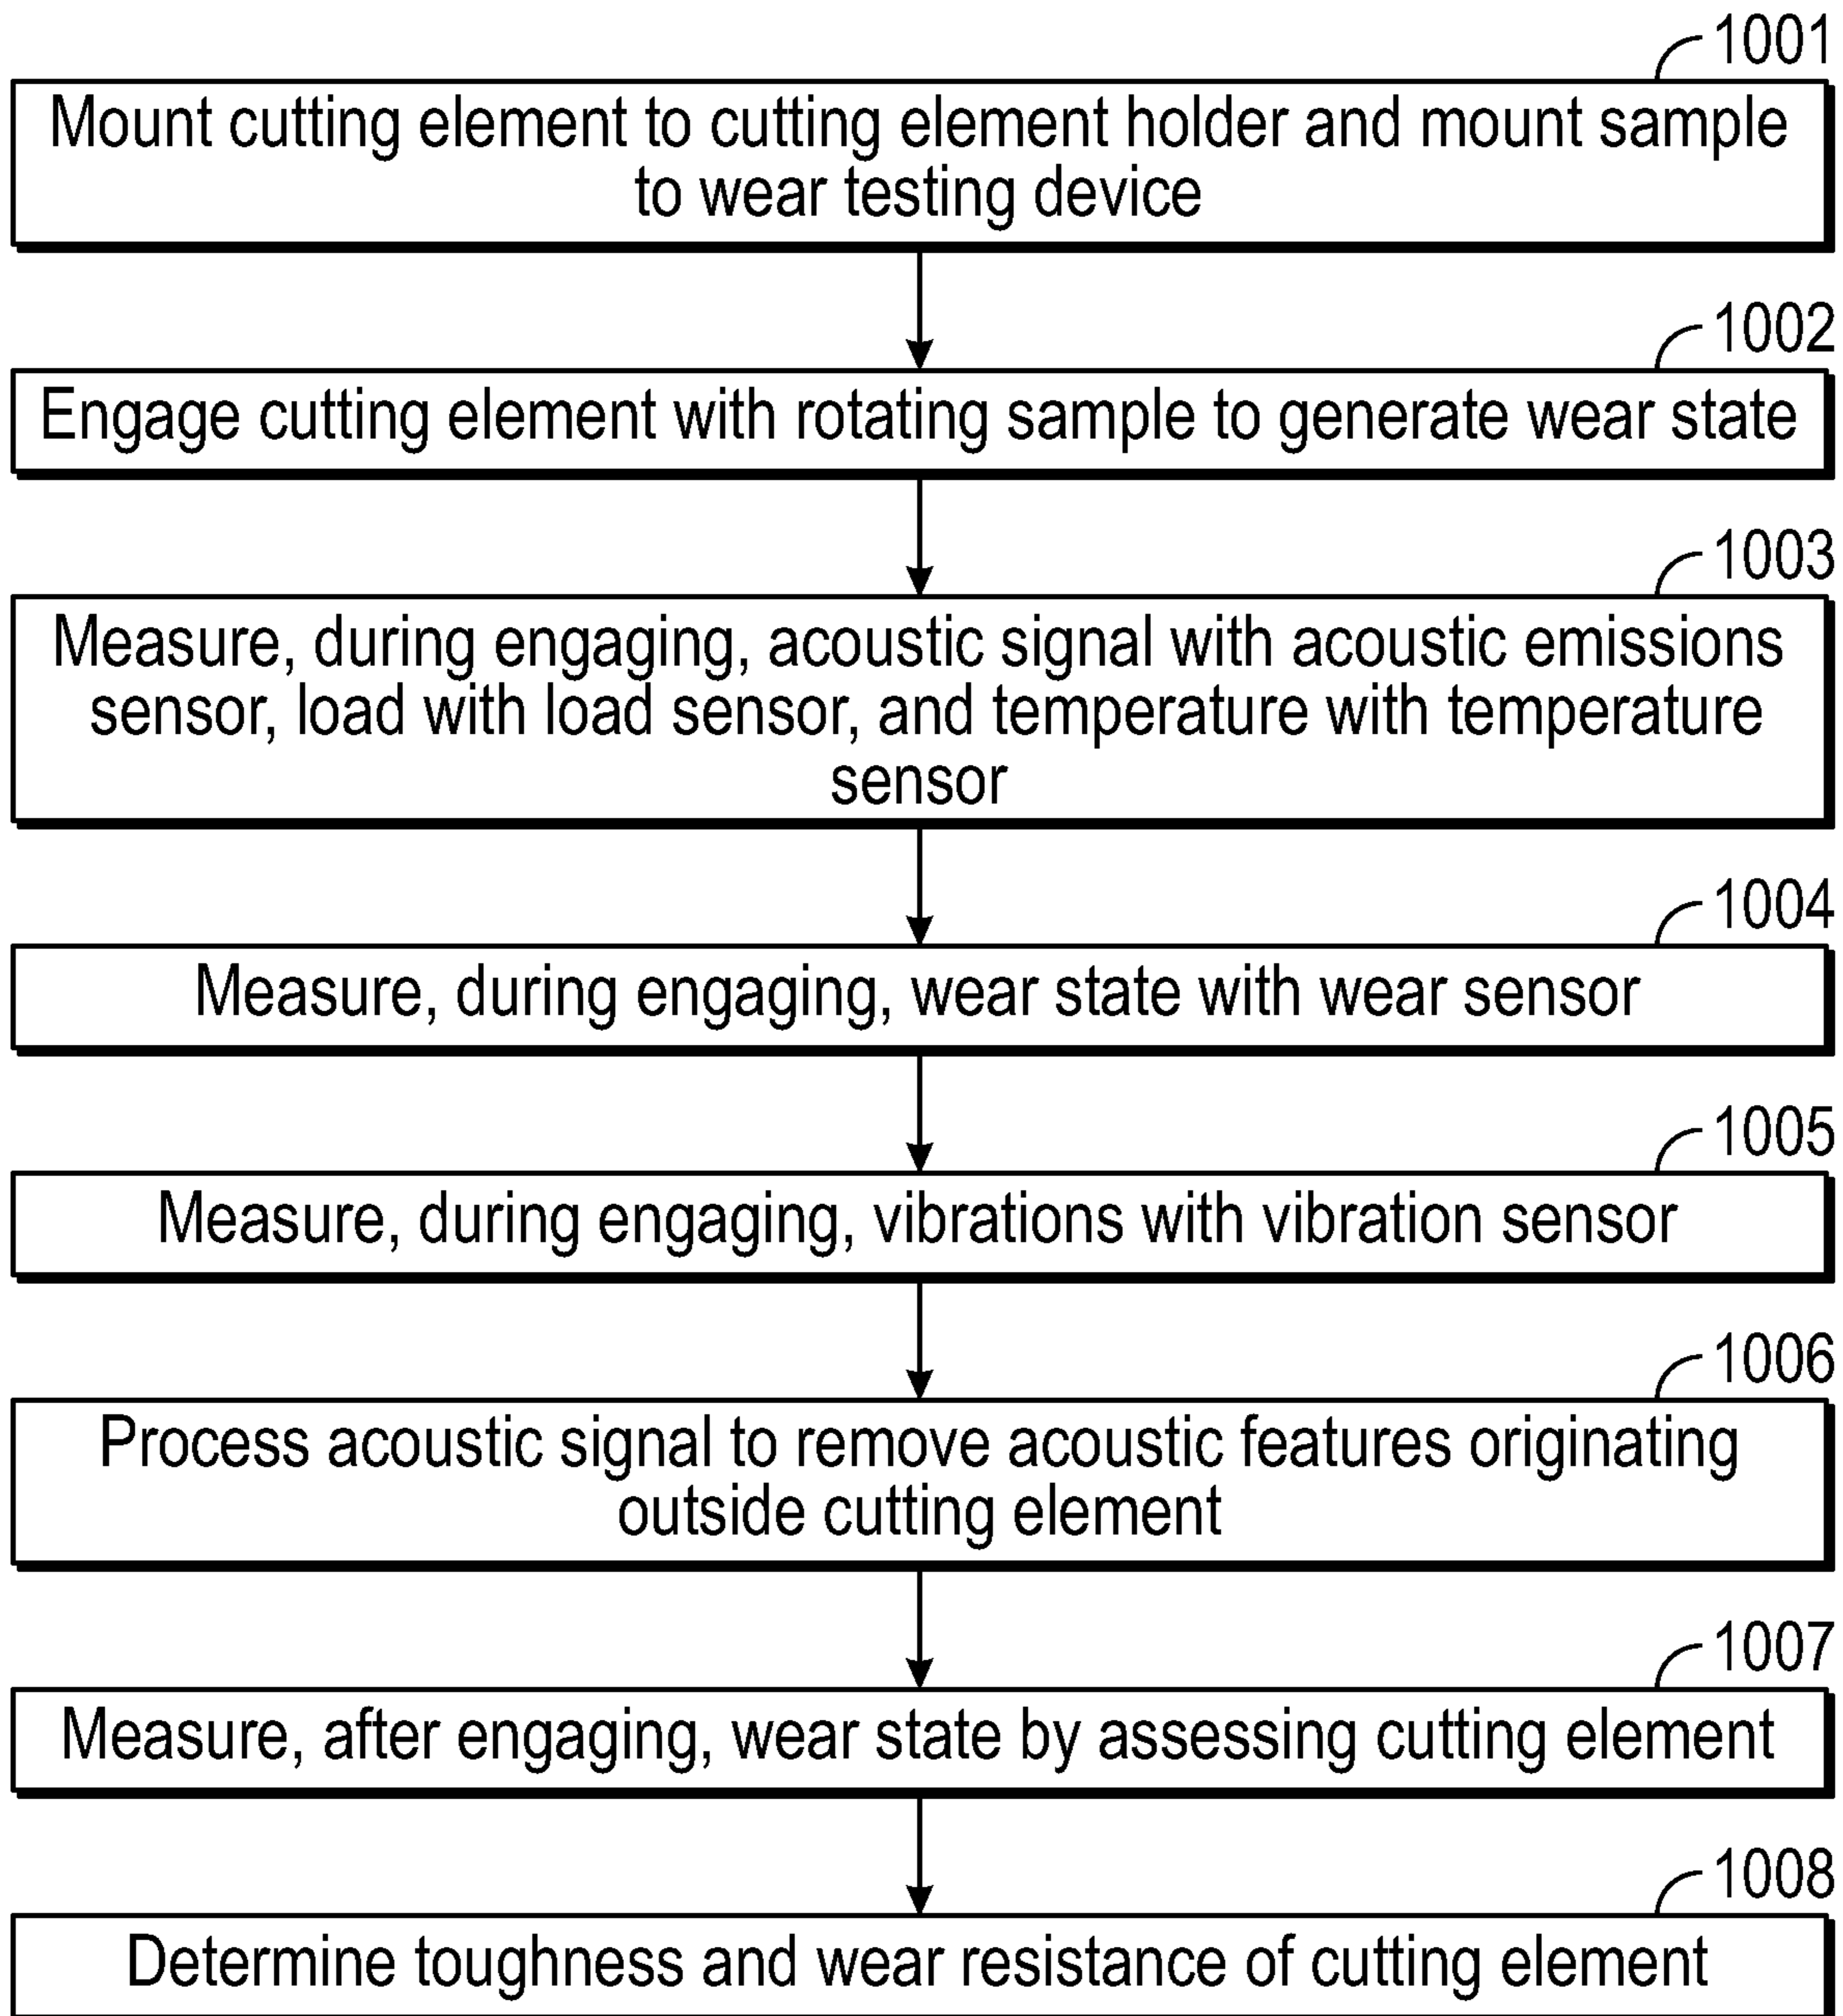 1001
Mount cutting element to cutting element holder and mount sample
to wear testing device
1002
Engage cutting element with rotating sample to generate wear state
1003
Measure, during engaging, acoustic signal with acoustic emissions
sensor, load with load sensor, and temperature with temperature
sensor
1004
Measure, during engaging, wear state with wear sensor
1005
Measure, during engaging, vibrations with vibration sensor
1006
Process acoustic signal to remove acoustic features originating
outside cutting element
1007
Measure, after engaging, wear state by assessing cutting element
1008
Determine toughness and wear resistance of cutting element